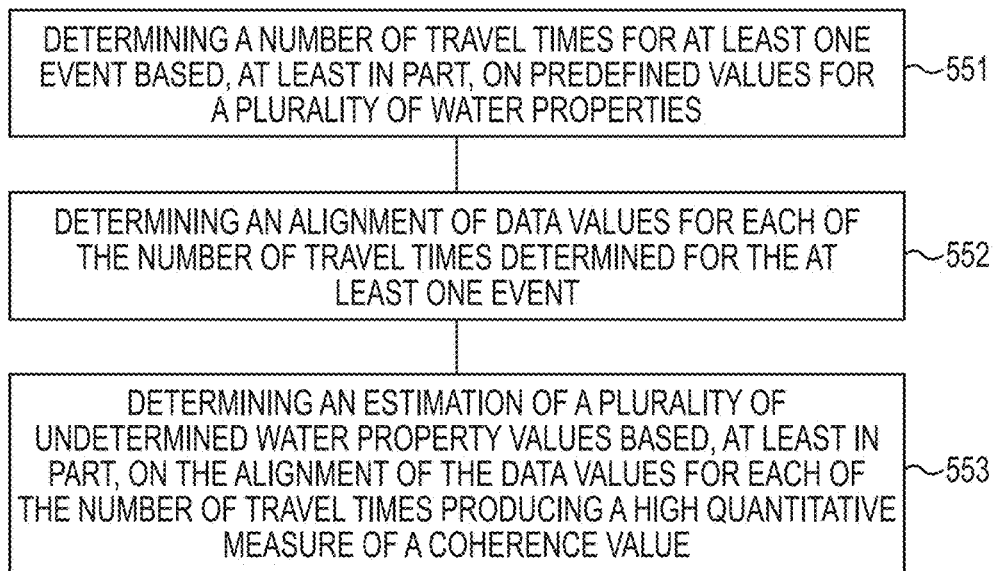 DETERMINING A NUMBER OF TRAVEL TIMES FOR AT LEAST ONE
EVENT BASED, AT LEAST IN PART, ON PREDEFINED VALUES FOR
A PLURALITY OF WATER PROPERTIES
551
DETERMINING AN ALIGNMENT OF DATA VALUES FOR EACH OF
THE NUMBER OF TRAVEL TIMES DETERMINED FOR THE AT
LEAST ONE EVENT
552
DETERMINING AN ESTIMATION OF A PLURALITY OF
UNDETERMINED WATER PROPERTY VALUES BASED, AT LEAST IN
PART, ON THE ALIGNMENT OF THE DATA VALUES FOR EACH OF
THE NUMBER OF TRAVEL TIMES PRODUCING A HIGH QUANTITATIVE
MEASURE OF A COHERENCE VALUE
553